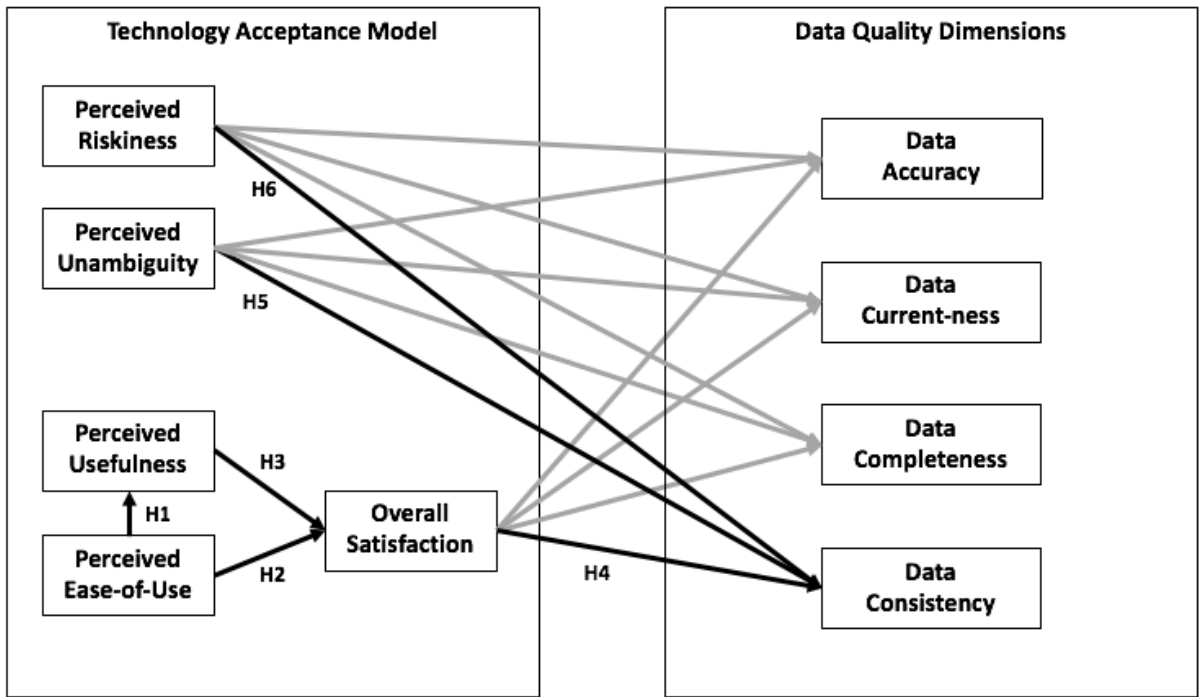 Technology Acceptance Model
Perceived
Riskiness
H6
Perceived
Unambiguity
H5
Perceived
Usefulness
H3
H1
Perceived
Ease-of-Use
H2
Overall
Satisfaction
H4
Data Quality Dimensions
Data
Accuracy
Data
Current-ness
Data
Completeness
Data
Consistency